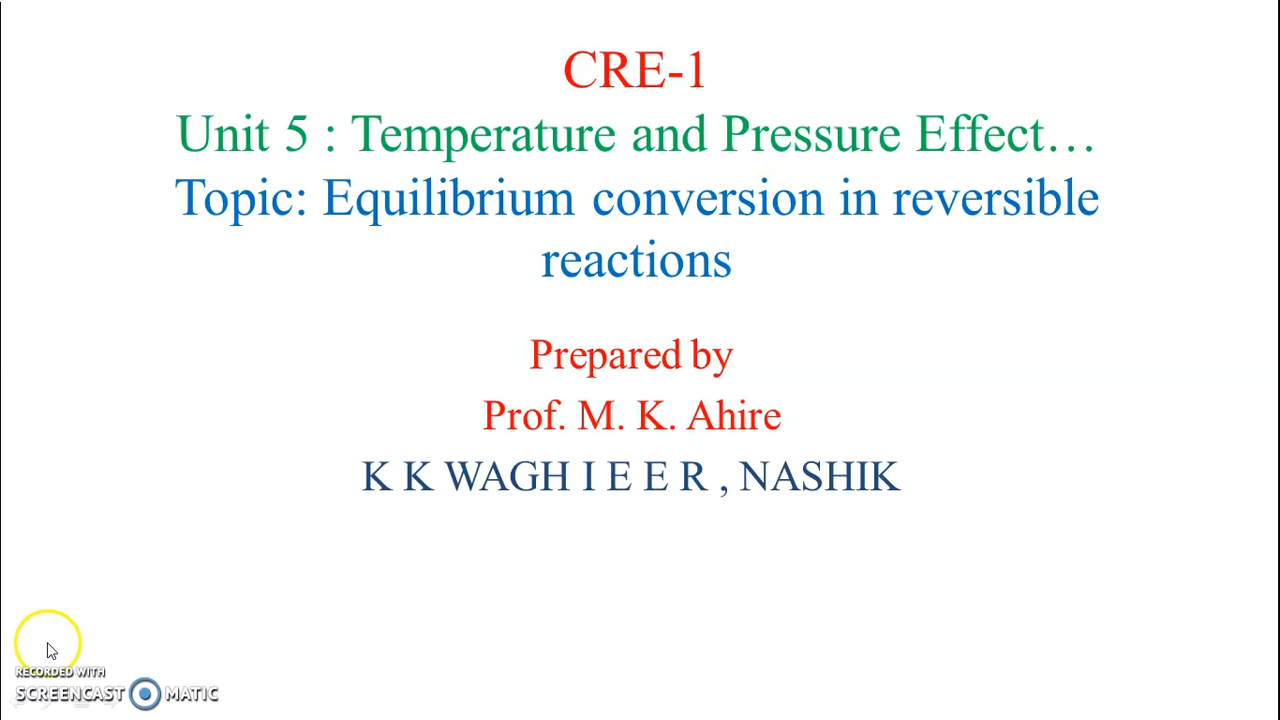 CRE-1
Unit 5 : Temperature and Pressure Effect…
Topic: Equilibrium conversion in reversible
reactions
Prepared by
Prof. M. K. Ahire
K K WAGH I E E R , NASHIK
RECORDED WITH
SCREENCAST MATIC